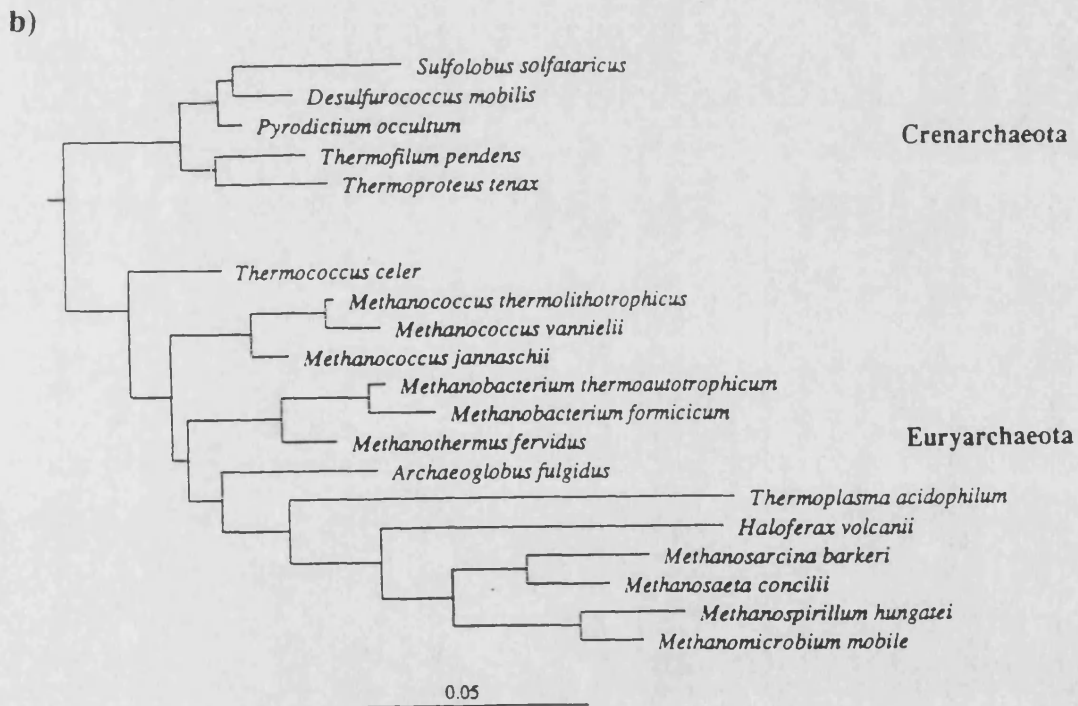 b)
Sulfolobus solfataricus
Desulfurococcus mobilis
Pyrodictium occultum
Crenarchaeota
Thermofilum pendens
Thermoproteus tenax
Thermococcus celer
Methanococcus thermolithotrophicus
Methanococcus vannielii
Methanococcus jannaschii
Methanobacterium thermoautotrophicum
Methanobacterium formicicum
Euryarchaeota
Methanothermus fervidus
Archaeoglobus fulgidus
Thermoplasma acidophilum
Haloferax volcanii
Methanosarcina barkeri
Methanosaeta concilii
Methanospirillum hungatei
Methanomicrobium mobile
0.05